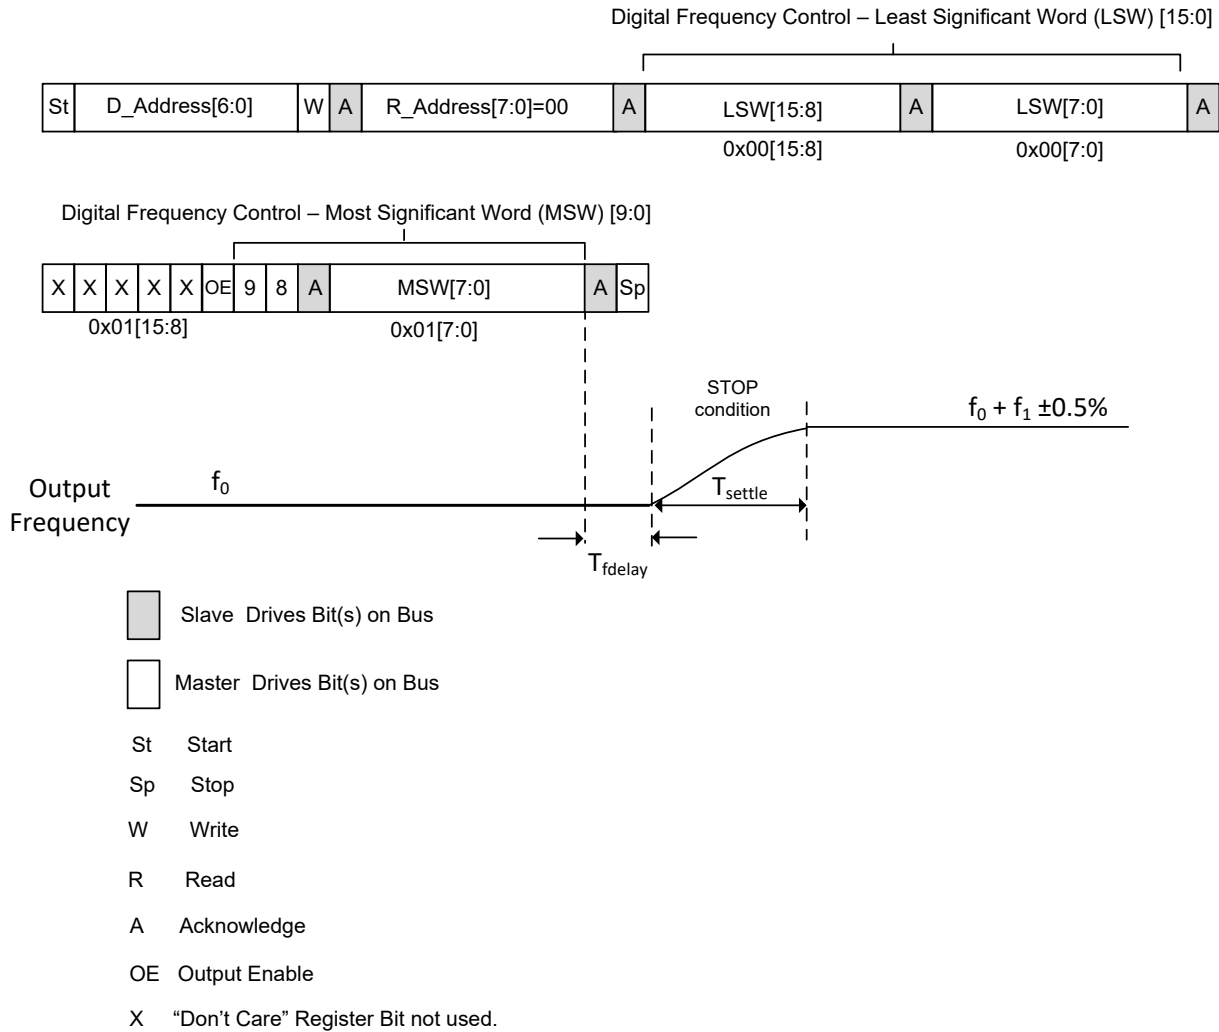 Digital Frequency Control – Least Significant Word (LSW) [15:0]
St D_Address[6:0] W A R_Address[7:0]=00 A LSW[15:8] A LSW[7:0] A
0x00[15:8] 0x00[7:0]
Digital Frequency Control – Most Significant Word (MSW) [9:0]
X X X X X OE 9 8 A MSW[7:0] A Sp
0x01[15:8] 0x01[7:0]
STOP
condition
f0 + f1 ±0.5%
f0
Tsettle
Output
Frequency
Tfdelay
Slave Drives Bit(s) on Bus
Master Drives Bit(s) on Bus
St Start
Sp Stop
W Write
R Read
A Acknowledge
OE Output Enable
X “Don’t Care” Register Bit not used.